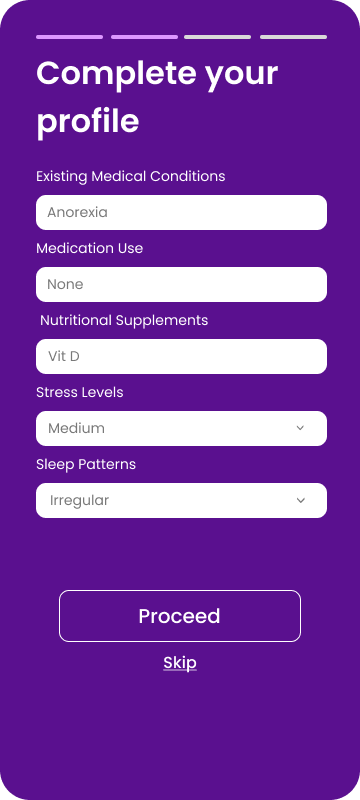 Complete your
profile
Existing Medical Conditions
Anorexia
Medication Use
None
Nutritional Supplements
Vit D
Stress Levels
Medium
Sleep Patterns
Irregular
Proceed
Skip